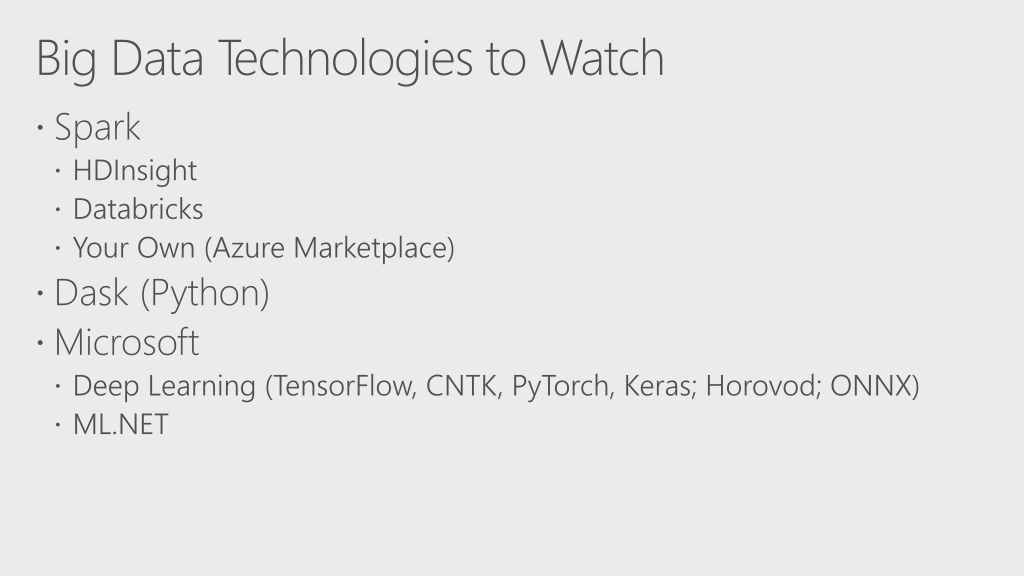 Big Data Technologies to Watch
· Spark
· HDInsight
· Databricks
· Your Own (Azure Marketplace)
· Dask (Python)
· Microsoft
· Deep Learning (TensorFlow, CNTK, PyTorch, Keras; Horovod; ONNX)
· ML.NET